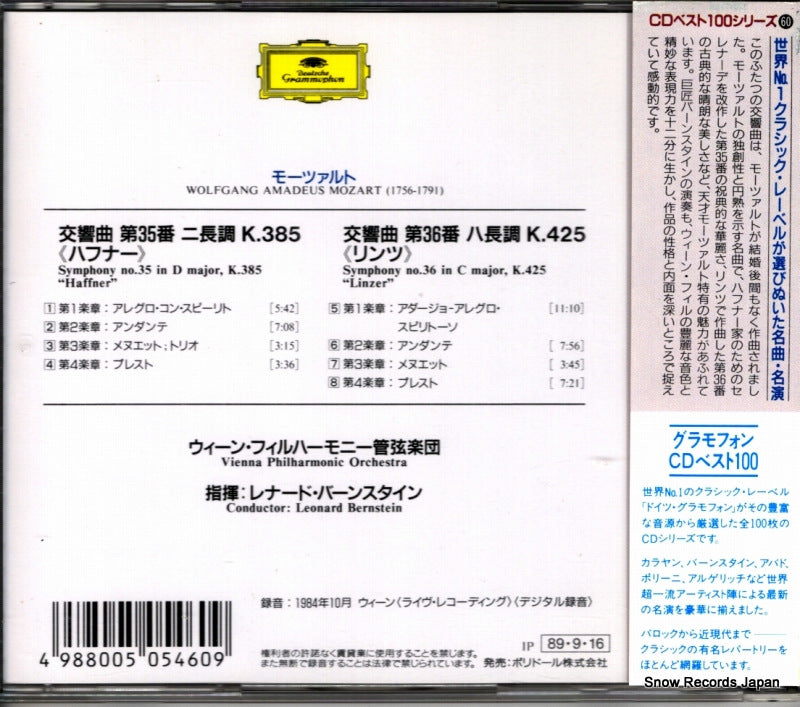 Deutsche
Grammophon
モーツァルト
WOLFGANG AMADEUS MOZART (1756-1791)
交響曲 第35番 ニ長調 K.385
《ハフナー》
Symphony no.35 in D major, K.385
"Haffner"
1 第1楽章：アレグロ・コン・スピーリト [5:42]
2 第2楽章：アンダンテ [7:08]
3 第3楽章：メヌエット；トリオ [3:15]
4 第4楽章：プレスト [3:36]
交響曲 第36番 ハ長調 K.425
《リンツ》
Symphony no.36 in C major, K.425
"Linzer"
5 第1楽章：アダージョ-アレグロ・ [11:10]
スピリトーソ
6 第2楽章：アンダンテ [ 7:56]
7 第3楽章：メヌエット [ 3:45]
8 第4楽章：プレスト [ 7:21]
ウィーン・フィルハーモニー管弦楽団
Vienna Philharmonic Orchestra
指揮：レナード・バーンスタイン
Conductor: Leonard Bernstein
録音：1984年10月 ウィーン〈ライヴ・レコーディング〉〈デジタル録音〉
4 988005 054609
権利者の許諾なく賃貸業に使用することを禁じます。
また無断で録音することは法律で禁じられています。
IP 89・9・16
発売：ポリドール株式会社
CDベスト100シリーズ60
世界No.1クラシック・レーベルが選びぬいた名曲・名演
このふたつの交響曲は、モーツァルトが結婚後間もなく作曲されまし
た。モーツァルトの独創性と円熟を示す名曲で、ハフナー家のためのセ
レナーデを改作した第35番の祝典的な華麗さ、リンツで作曲した第36番
の古典的な晴朗な美しさなど、天才モーツァルト特有の魅力があふれて
います。巨匠バーンスタインの演奏も、ウィーン・フィルの豊麗な音色と
精妙な表現力を十二分に生かし、作品の性格と内面を深いところで捉え
ていて感動的です。
グラモフォン
CDベスト100
世界No.1のクラシック・レーベル
「ドイツ・グラモフォン」がその豊富
な音源から厳選した全100枚の
CDシリーズです。
カラヤン、バーンスタイン、アバド、
ポリーニ、アルゲリッチなど世界
超一流アーティスト陣による最新
の名演を豪華に揃えました。
バロックから近現代まで――
クラシックの有名レパートリーを
ほとんど網羅しています。
Snow Records Japan